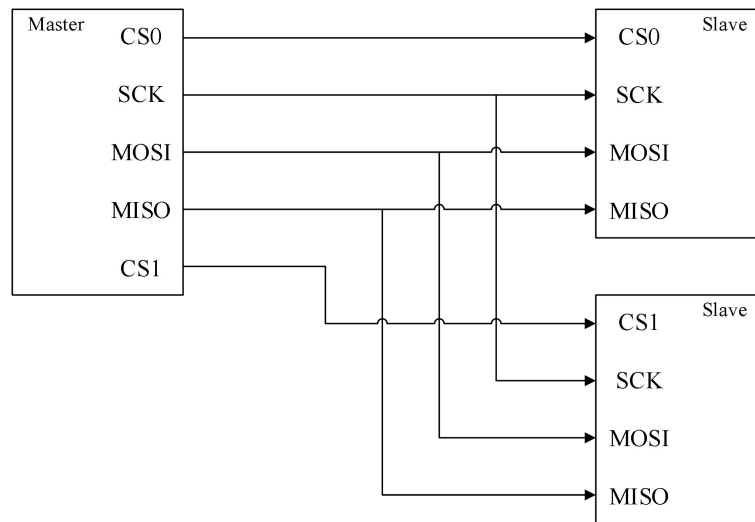 Master
CS0
SCK
MOSI
MISO
CS1
Slave
CS0
SCK
MOSI
MISO
Slave
CS1
SCK
MOSI
MISO